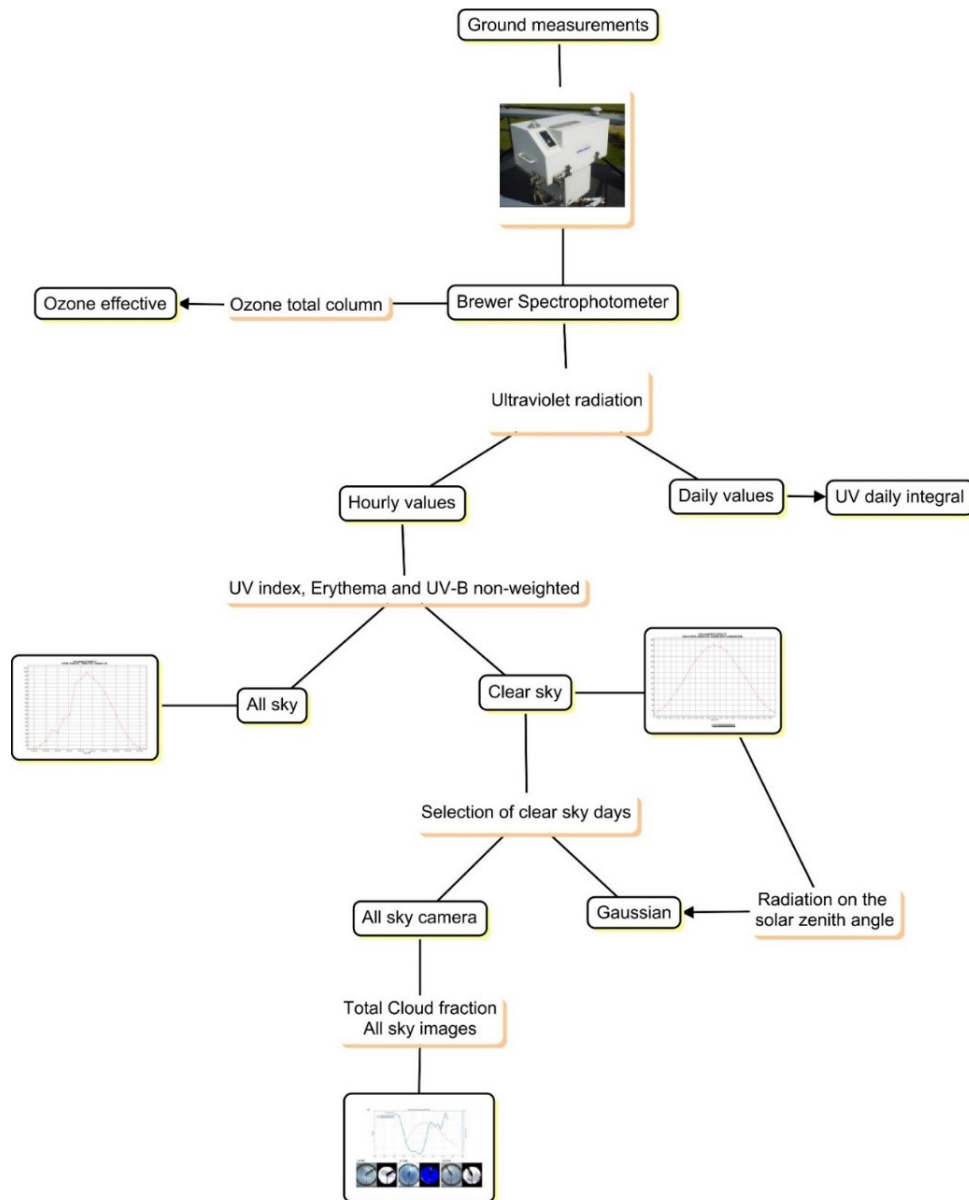 Ground measurements
Brewer Spectrophotometer
Ozone total column
Ozone effective
Ultraviolet radiation
Hourly values
Daily values
UV daily integral
UV index, Erythema and UV-B non-weighted
All sky
Clear sky
Selection of clear sky days
All sky camera
Gaussian
Radiation on the
solar zenith angle
Total Cloud fraction
All sky images